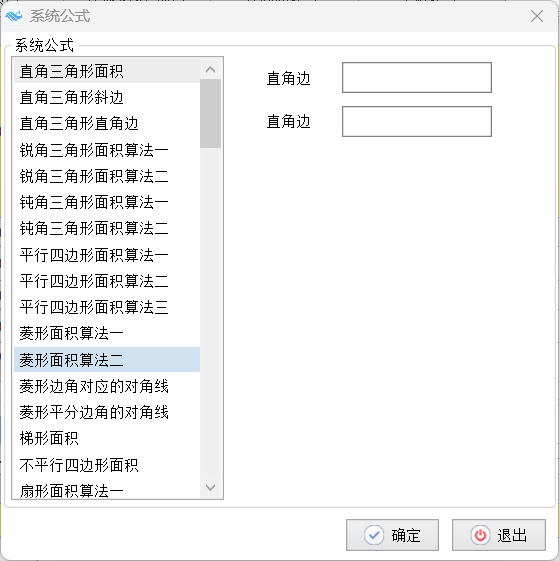 系统公式
系统公式
直角三角形面积
直角三角形斜边
直角三角形直角边
锐角三角形面积算法一
锐角三角形面积算法二
钝角三角形面积算法一
钝角三角形面积算法二
平行四边形面积算法一
平行四边形面积算法二
平行四边形面积算法三
菱形面积算法一
菱形面积算法二
菱形边角对应的对角线
菱形平分边角的对角线
梯形面积
不平行四边形面积
扇形面积算法一
直角边
直角边
确定
退出